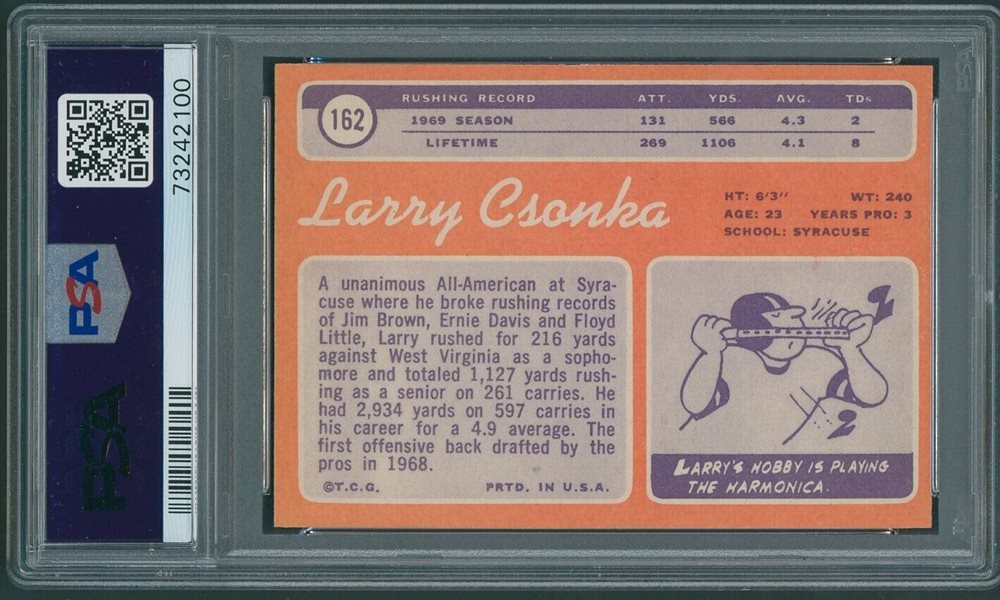 73242100
PSA
PSA
162
RUSHING RECORD ATT. YDS. AVG. TDs
1969 SEASON 131 566 4.3 2
LIFETIME 269 1106 4.1 8
Larry Csonka
HT: 6'3" WT: 240
AGE: 23 YEARS PRO: 3
SCHOOL: SYRACUSE
A unanimous All-American at Syra-
cuse where he broke rushing records
of Jim Brown, Ernie Davis and Floyd
Little, Larry rushed for 216 yards
against West Virginia as a sopho-
more and totaled 1,127 yards rush-
ing as a senior on 261 carries. He
had 2,934 yards on 597 carries in
his career for a 4.9 average. The
first offensive back drafted by the
pros in 1968.
©T.C.G. PRTD. IN U.S.A.
LARRY'S HOBBY IS PLAYING
THE HARMONICA.
PSA